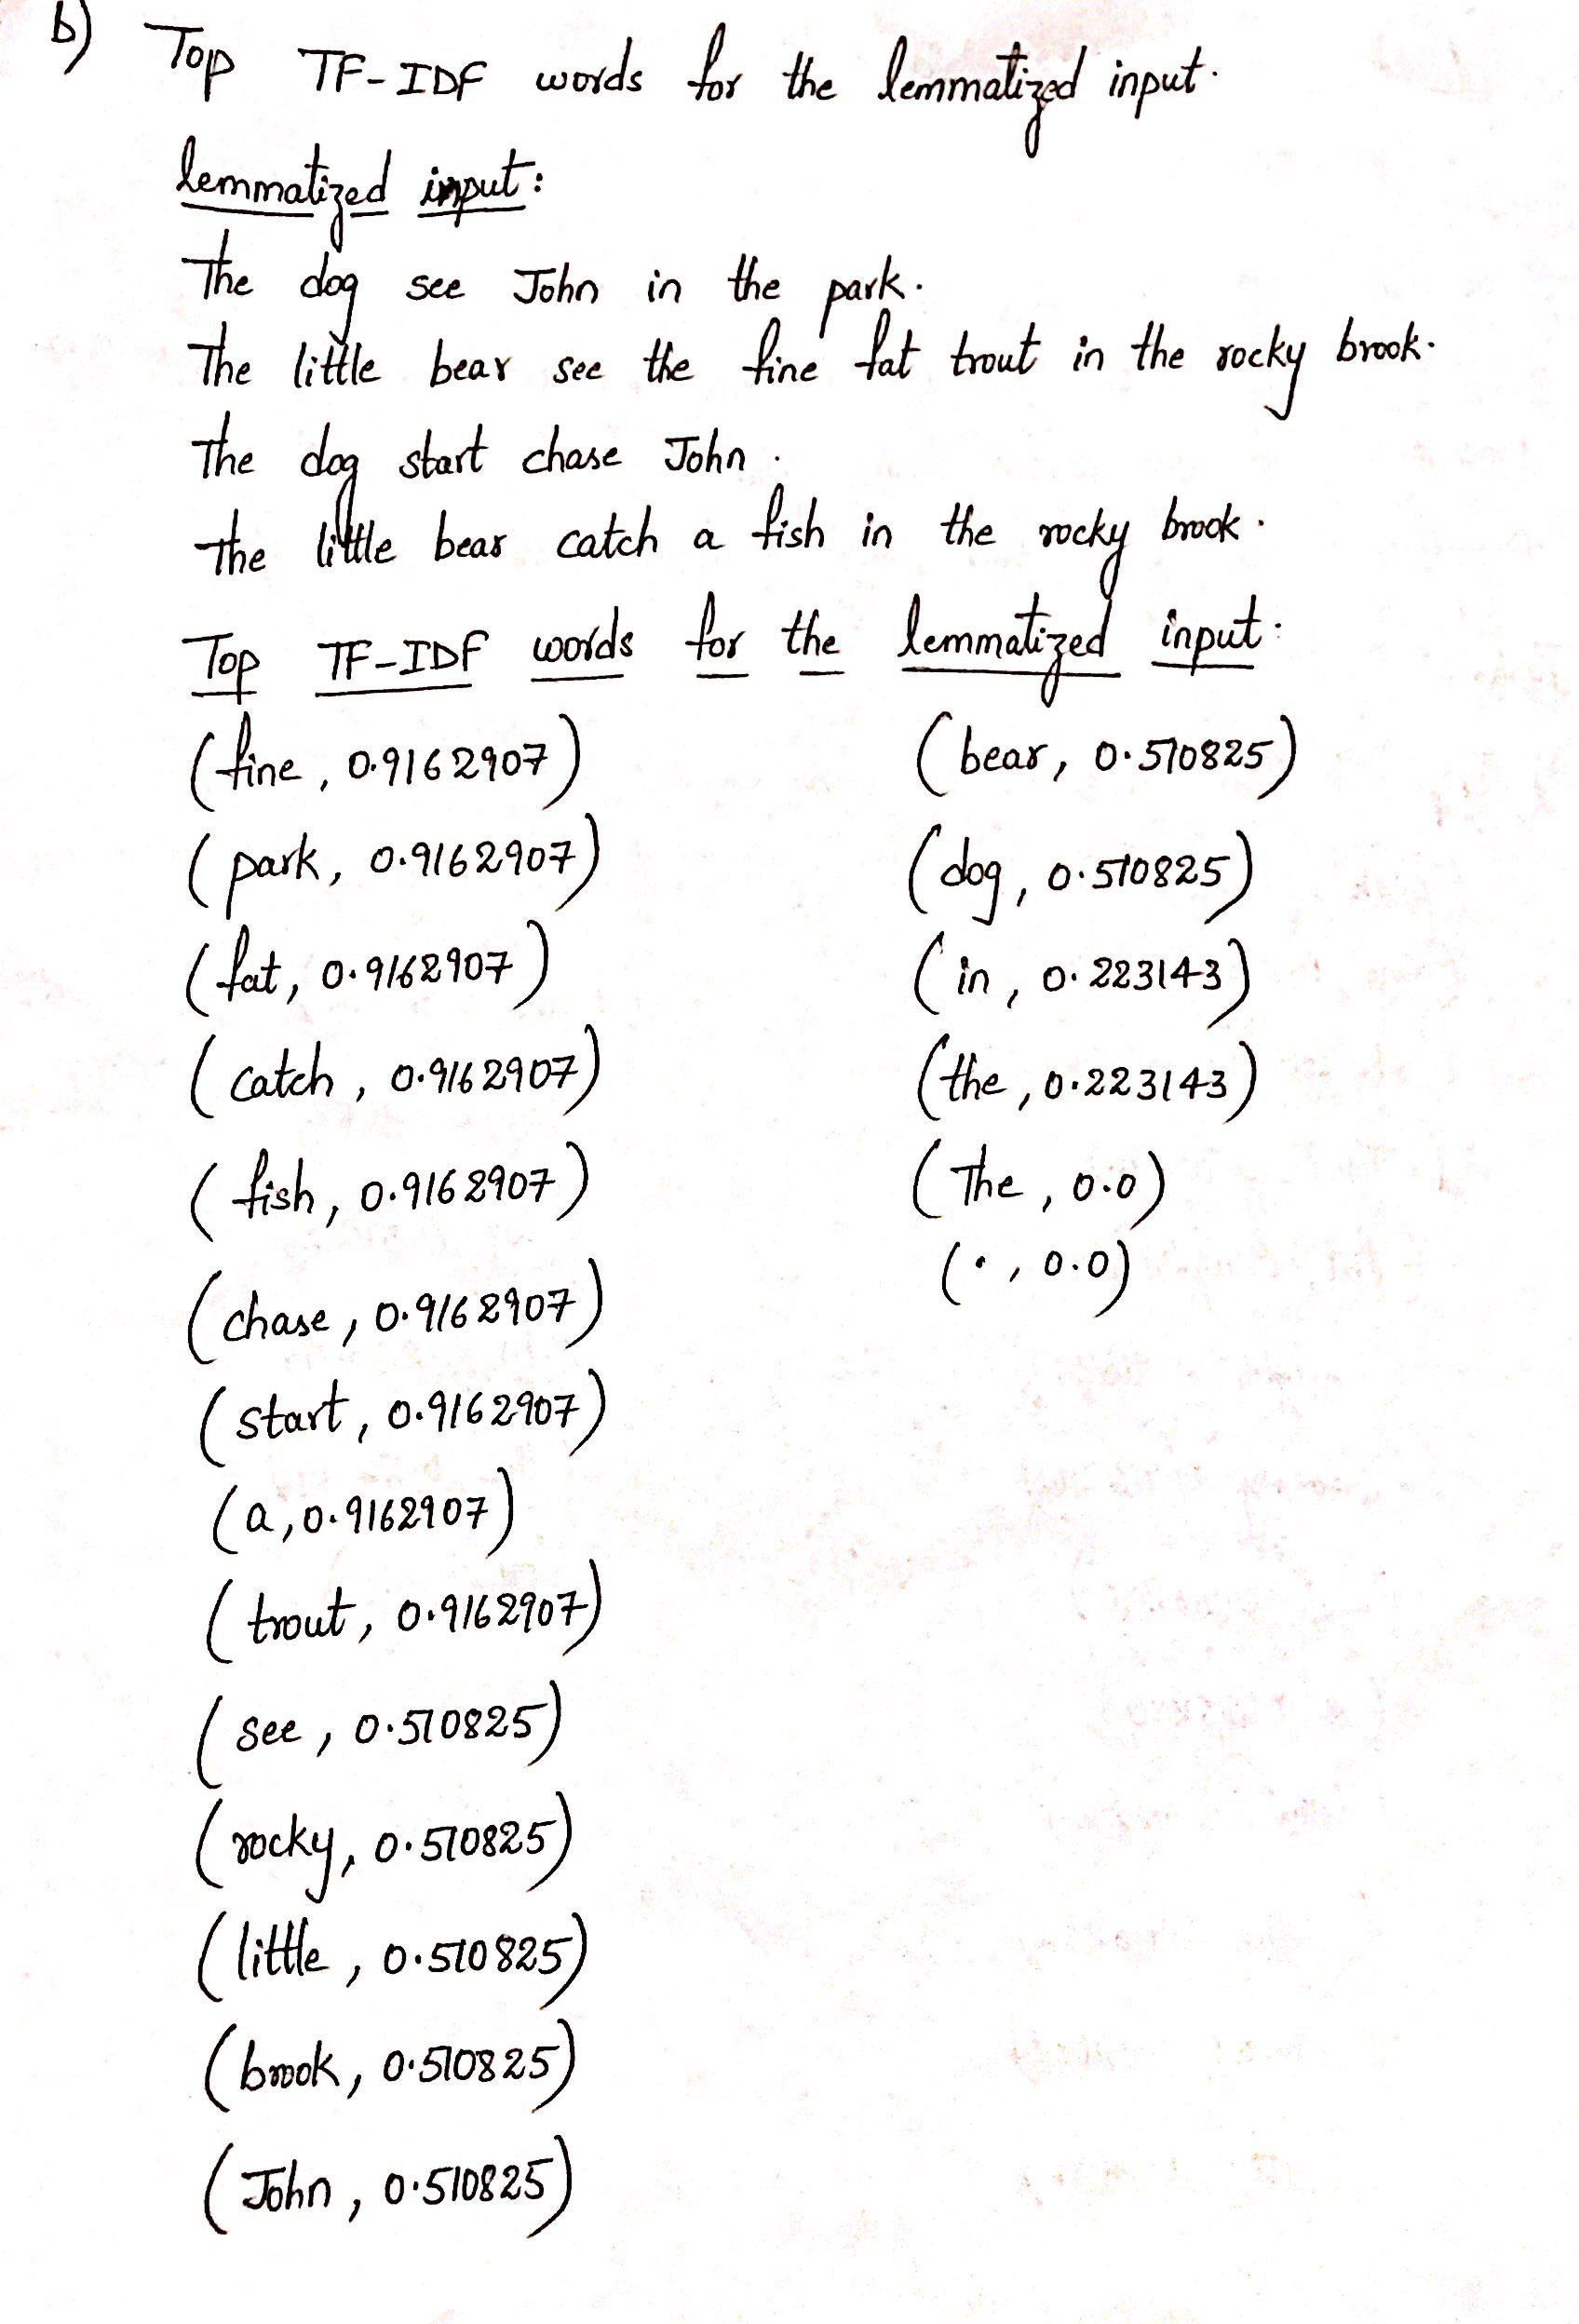 b) Top TF-IDF words for the lemmatized input.
lemmatized input:
The dog see John in the park.
The little bear see the fine fat trout in the rocky brook.
The dog start chase John.
The little bear catch a fish in the rocky brook.
Top TF-IDF words for the lemmatized input:
(fine, 0.9162907)
(park, 0.9162907)
(fat, 0.9162907)
(catch, 0.9162907)
(fish, 0.9162907)
(chase, 0.9162907)
(start, 0.9162907)
(a, 0.9162907)
(trout, 0.9162907)
(see, 0.510825)
(rocky, 0.510825)
(little, 0.510825)
(brook, 0.510825)
(John, 0.510825)
(bear, 0.510825)
(dog, 0.510825)
(in, 0.223143)
(the, 0.223143)
(The, 0.0)
(., 0.0)